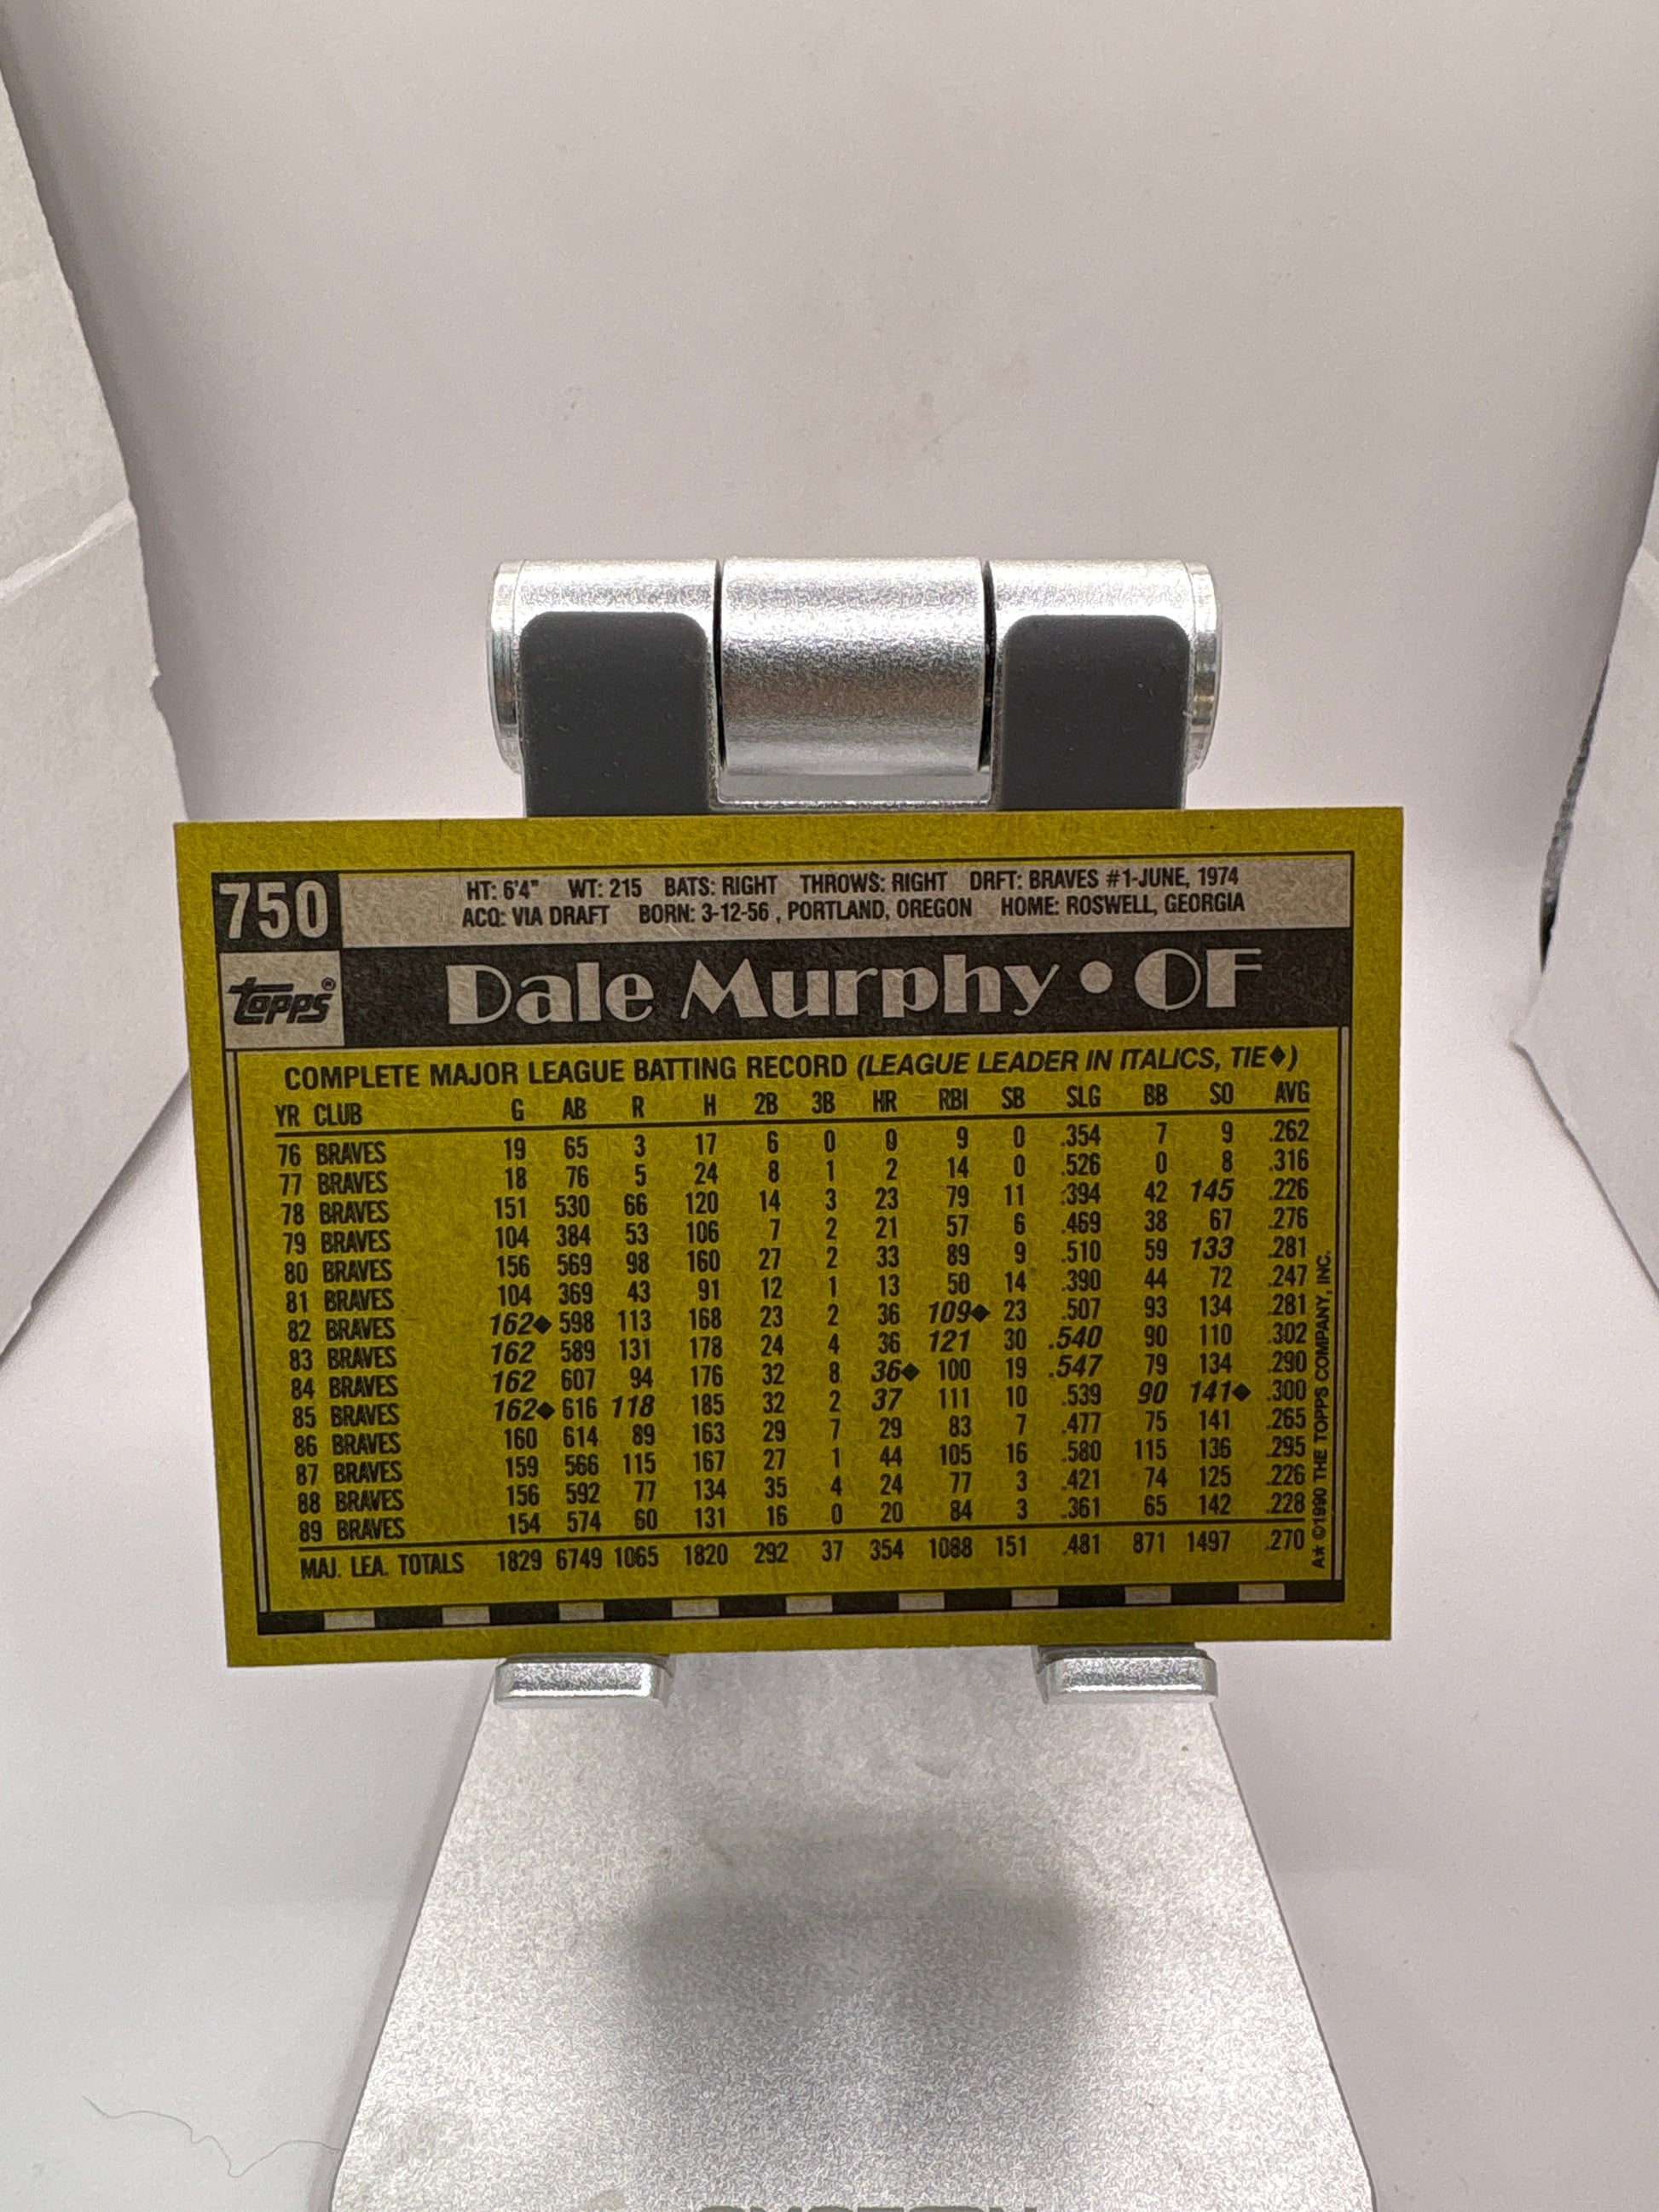 750
HT: 6'4" WT: 215 BATS: RIGHT THROWS: RIGHT DRFT: BRAVES #1-JUNE, 1974
ACQ: VIA DRAFT BORN: 3-12-56 , PORTLAND, OREGON HOME: ROSWELL, GEORGIA
topps®
Dale Murphy • OF
COMPLETE MAJOR LEAGUE BATTING RECORD (LEAGUE LEADER IN ITALICS, TIE♦)
YR CLUB G AB R H 2B 3B HR RBI SB SLG BB SO AVG
76 BRAVES 19 65 3 17 6 0 0 9 0 .354 7 9 .262
77 BRAVES 18 76 5 24 8 1 2 14 0 .526 0 8 .316
78 BRAVES 151 530 66 120 14 3 23 79 11 .394 42 145 .226
79 BRAVES 104 384 53 106 7 2 21 57 6 .469 38 67 .276
80 BRAVES 156 569 98 160 27 2 33 89 9 .510 59 133 .281
81 BRAVES 104 369 43 91 12 1 13 50 14 .390 44 72 .247
82 BRAVES 162♦ 598 113 168 23 2 36 109♦ 23 .507 93 134 .281
83 BRAVES 162 589 131 178 24 4 36 121 30 .540 90 110 .302
84 BRAVES 162 607 94 176 32 8 36♦ 100 19 .547 79 134 .290
85 BRAVES 162♦ 616 118 185 32 2 37 111 10 .539 90 141♦ .300
86 BRAVES 160 614 89 163 29 7 29 83 7 .477 75 141 .265
87 BRAVES 159 566 115 167 27 1 44 105 16 .580 115 136 .295
88 BRAVES 156 592 77 134 35 4 24 77 3 .421 74 125 .226
89 BRAVES 154 574 60 131 16 0 20 84 3 .361 65 142 .228
MAJ. LEA. TOTALS 1829 6749 1065 1820 292 37 354 1088 151 .481 871 1497 .270
A★ ©1990 THE TOPPS COMPANY, INC.